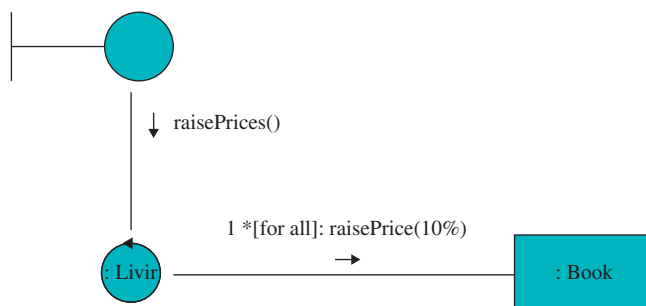 raisePrices()
1 *[for all]: raisePrice(10%)
: Livir
: Book